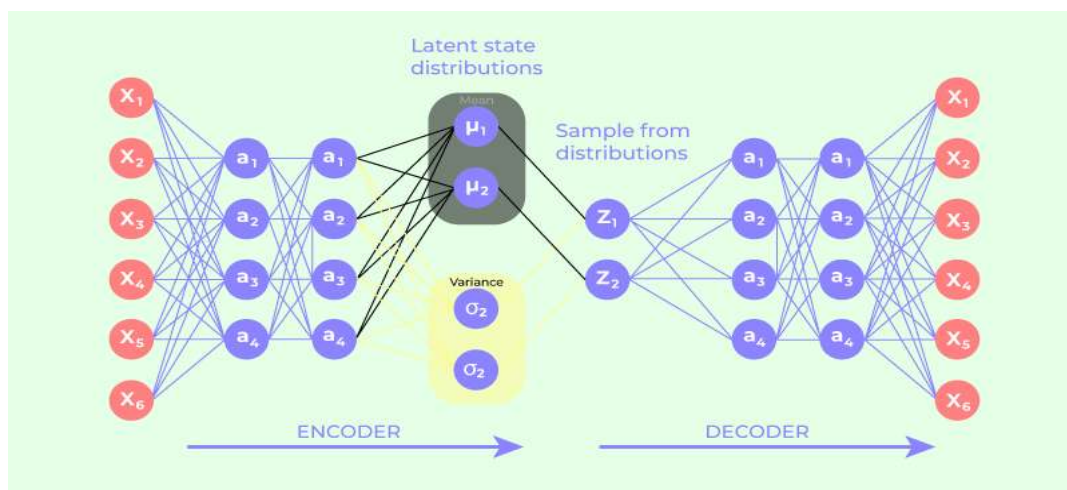 Latent state
distributions
Mean
X₁
X₂
X₃
X₄
X₅
X₆
a₁
a₂
a₃
a₄
a₁
a₂
a₃
a₄
μ₁
μ₂
Variance
σ₂
σ₂
Sample from
distributions
Z₁
Z₂
a₁
a₂
a₃
a₄
a₁
a₂
a₃
a₄
X₁
X₂
X₃
X₄
X₅
X₆
ENCODER
DECODER